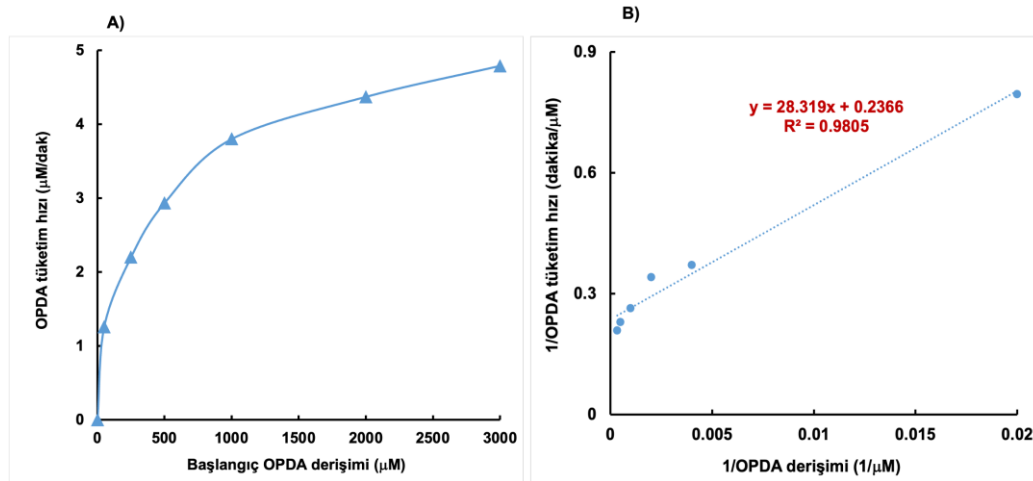 A)
5
4
3
2
1
0
OPDA tüketim hızı (µM/dak)
0 500 1000 1500 2000 2500 3000
Başlangıç OPDA derişimi (µM)
B)
0.9
0.6
0.3
0
1/OPDA tüketim hızı (dakika/µM)
y = 28.319x + 0.2366
R² = 0.9805
0 0.005 0.01 0.015 0.02
1/OPDA derişimi (1/µM)